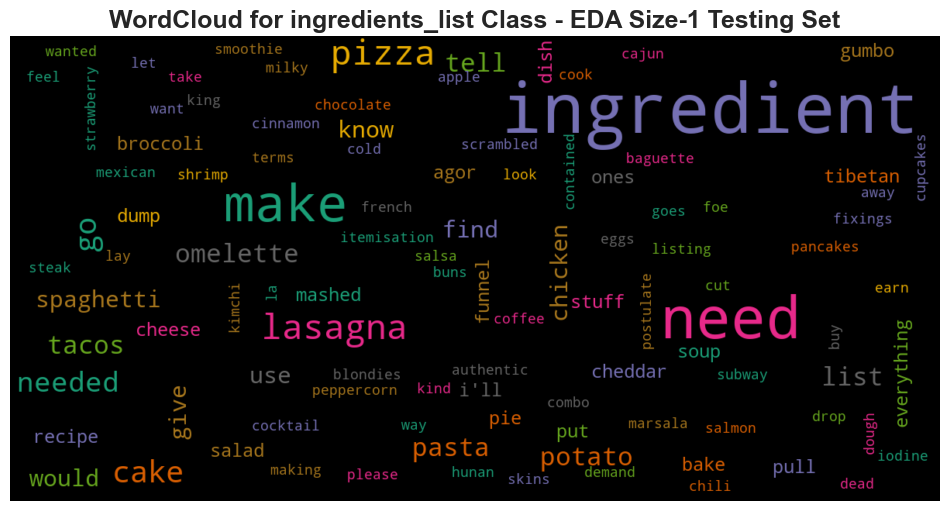 WordCloud for ingredients_list Class - EDA Size-1 Testing Set
wanted
smoothie
pizza
tell
dish
cajun
gumbo
feel
let
take
milky
apple
cook
strawberry
want
king
chocolate
ingredient
broccoli
cinnamon
know
cold
scrambled
contained
baguette
cupcakes
mexican
shrimp
terms
agor
look
ones
tibetan
away
go
dump
make
french
find
goes
foe
fixings
itemisation
steak
lay
omelette
salsa
buns
chicken
eggs
listing
pancakes
spaghetti
kimchi
la
mashed
funnel
stuff
postulate
cut
earn
cheese
lasagna
coffee
need
buy
everything
tacos
soup
needed
give
use
blondies
peppercorn
authentic
kind
i'll
cheddar
subway
list
combo
recipe
cocktail
way
pie
put
marsala
salmon
drop
dough
salad
pasta
potato
bake
pull
iodine
would
cake
making
please
hunan
skins
demand
chili
dead